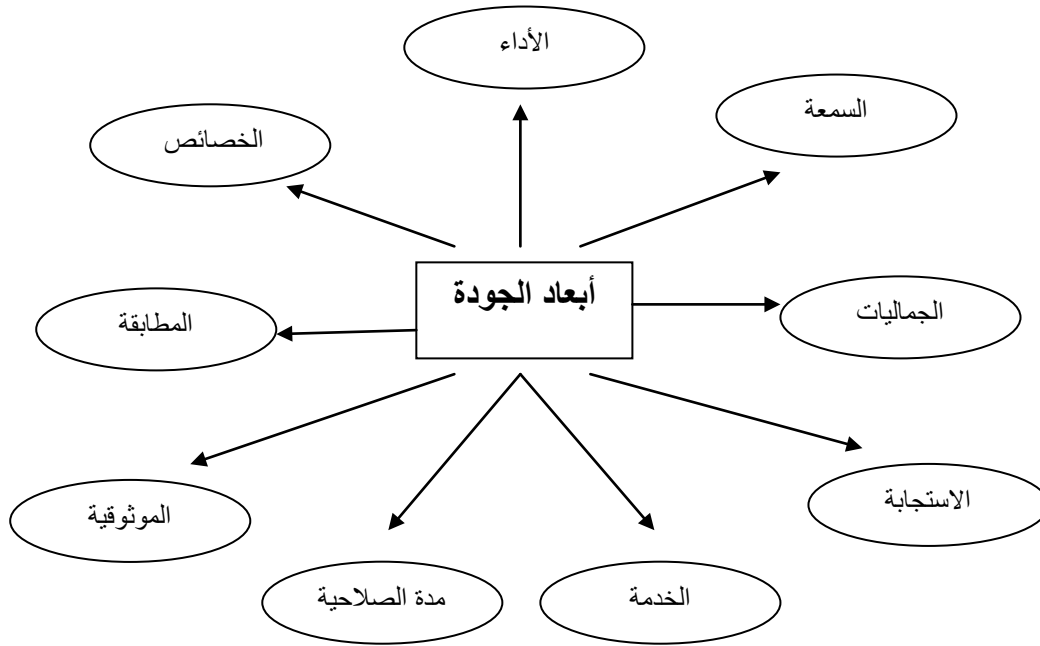 الأداء
السمعة
الخصائص
أبعاد الجودة
الجماليات
المطابقة
الاستجابة
الموثوقية
الخدمة
مدة الصلاحية